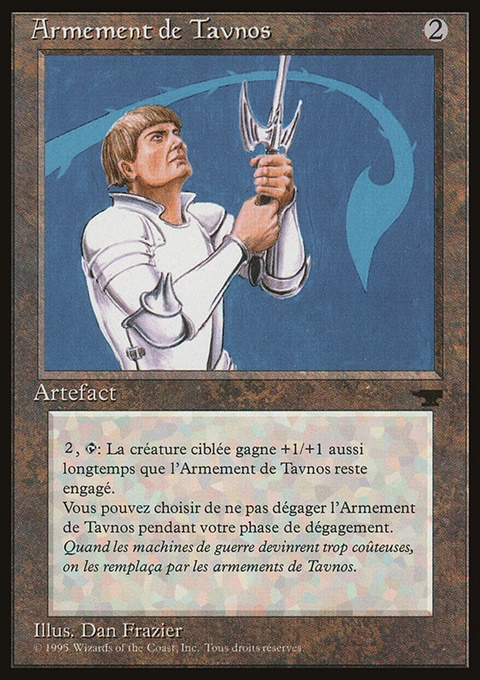 Armement de Tavnos
2
Artefact
2, : La créature ciblée gagne +1/+1 aussi
longtemps que l'Armement de Tavnos reste
engagé.
Vous pouvez choisir de ne pas dégager l'Armement
de Tavnos pendant votre phase de dégagement.
Quand les machines de guerre devinrent trop coûteuses,
on les remplaça par les armements de Tavnos.
Illus. Dan Frazier
© 1995 Wizards of the Coast, Inc. Tous droits réservés.